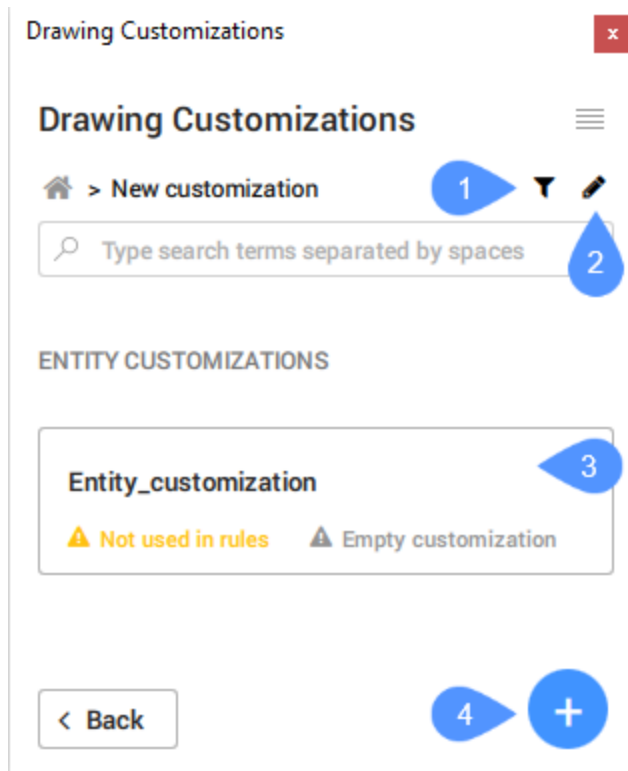 Drawing Customizations
x
Drawing Customizations
> New customization
1
Type search terms separated by spaces
2
ENTITY CUSTOMIZATIONS
3
Entity_customization
Not used in rules Empty customization
< Back
4
+